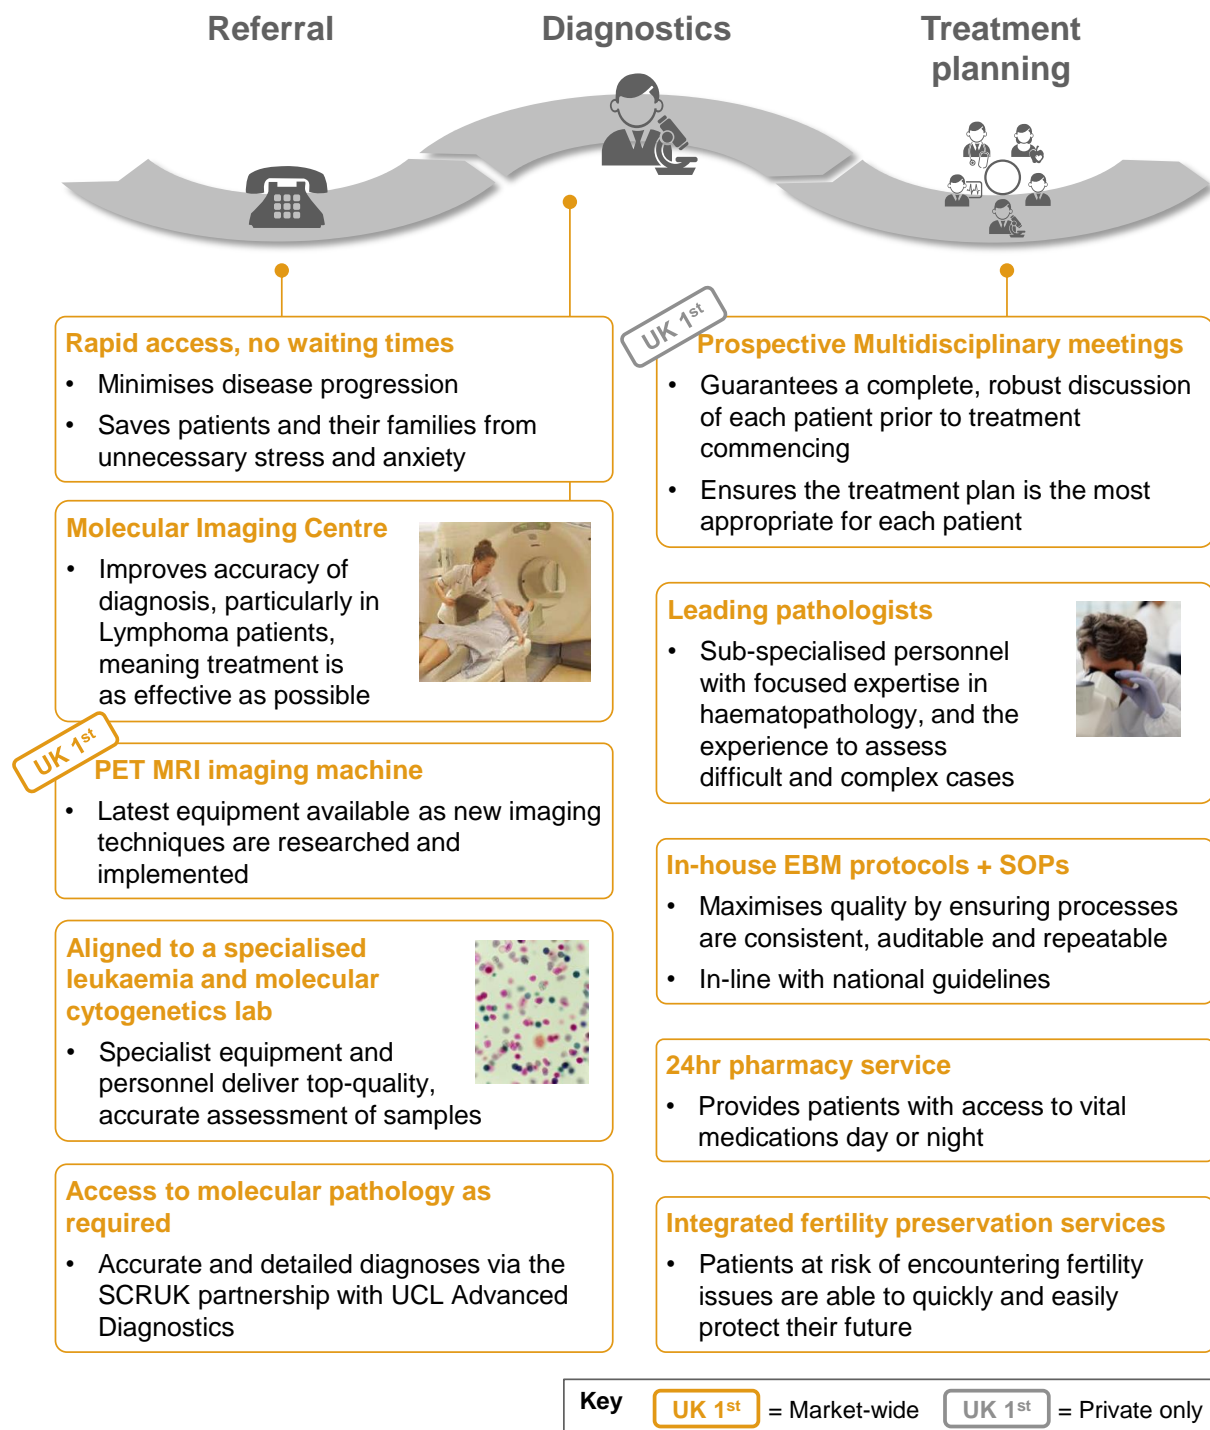 Referral
Diagnostics
Treatment
planning
Rapid access, no waiting times
• Minimises disease progression
• Saves patients and their families from
unnecessary stress and anxiety
Molecular Imaging Centre
• Improves accuracy of
diagnosis, particularly in
Lymphoma patients,
meaning treatment is
as effective as possible
UK 1st
PET MRI imaging machine
• Latest equipment available as new imaging
techniques are researched and
implemented
Aligned to a specialised
leukaemia and molecular
cytogenetics lab
• Specialist equipment and
personnel deliver top-quality,
accurate assessment of samples
Access to molecular pathology as
required
• Accurate and detailed diagnoses via the
SCRUK partnership with UCL Advanced
Diagnostics
UK 1st
Prospective Multidisciplinary meetings
• Guarantees a complete, robust discussion
of each patient prior to treatment
commencing
• Ensures the treatment plan is the most
appropriate for each patient
Leading pathologists
• Sub-specialised personnel
with focused expertise in
haematopathology, and the
experience to assess
difficult and complex cases
In-house EBM protocols + SOPs
• Maximises quality by ensuring processes
are consistent, auditable and repeatable
• In-line with national guidelines
24hr pharmacy service
• Provides patients with access to vital
medications day or night
Integrated fertility preservation services
• Patients at risk of encountering fertility
issues are able to quickly and easily
protect their future
Key UK 1st = Market-wide UK 1st = Private only